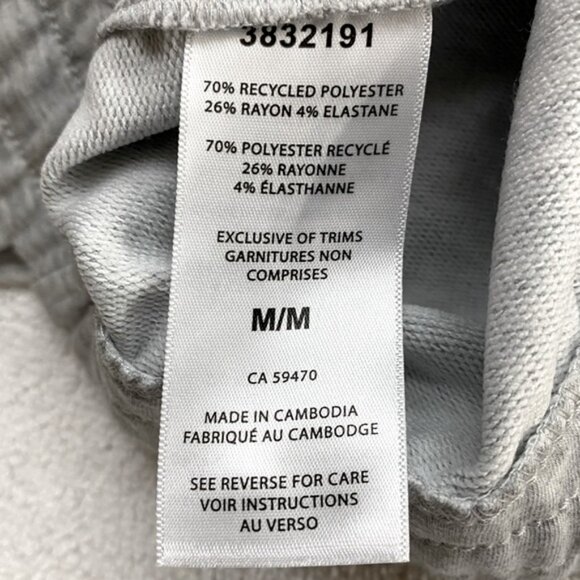 3832191
70% RECYCLED POLYESTER
26% RAYON 4% ELASTANE
70% POLYESTER RECYCLÉ
26% RAYONNE
4% ÉLASTHANNE
EXCLUSIVE OF TRIMS
GARNITURES NON
COMPRISES
M/M
CA 59470
MADE IN CAMBODIA
FABRIQUÉ AU CAMBODGE
SEE REVERSE FOR CARE
VOIR INSTRUCTIONS
AU VERSO